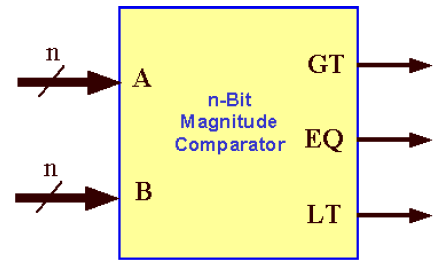 n
A
n
B
n-Bit
Magnitude
Comparator
GT
EQ
LT